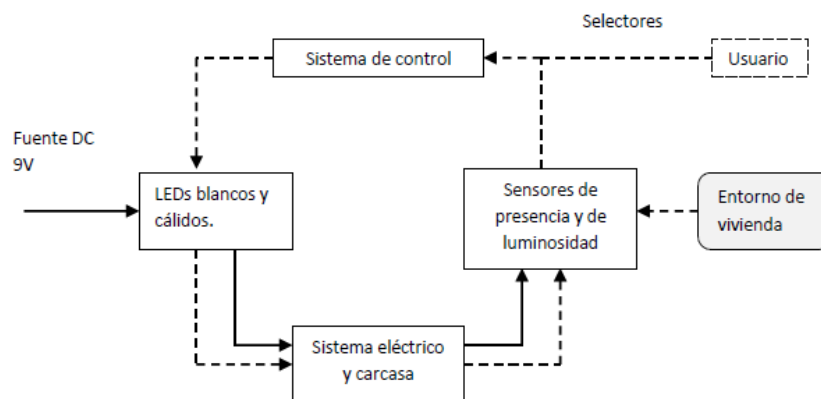 Selectores
Sistema de control
Usuario
Fuente DC
9V
LEDs blancos y
cálidos.
Sensores de
presencia y de
luminosidad
Entorno de
vivienda
Sistema eléctrico
y carcasa